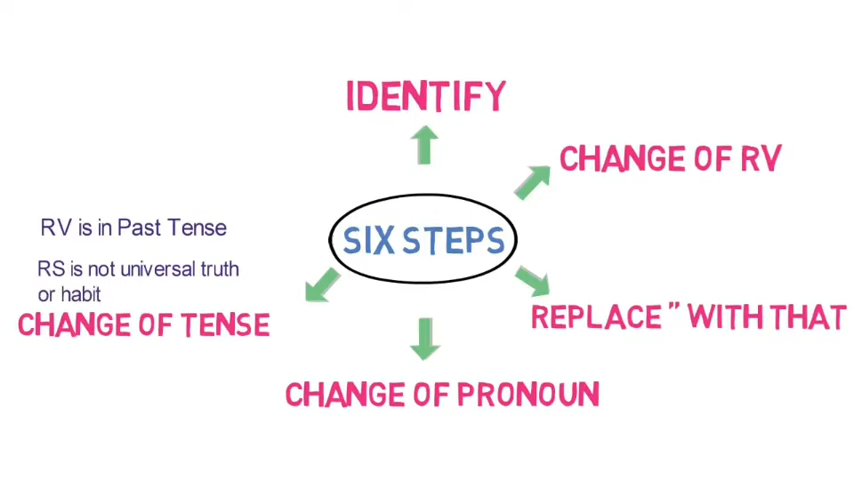 IDENTIFY
CHANGE OF RV
SIX STEPS
REPLACE " WITH THAT
CHANGE OF PRONOUN
RV is in Past Tense
RS is not universal truth
or habit
CHANGE OF TENSE